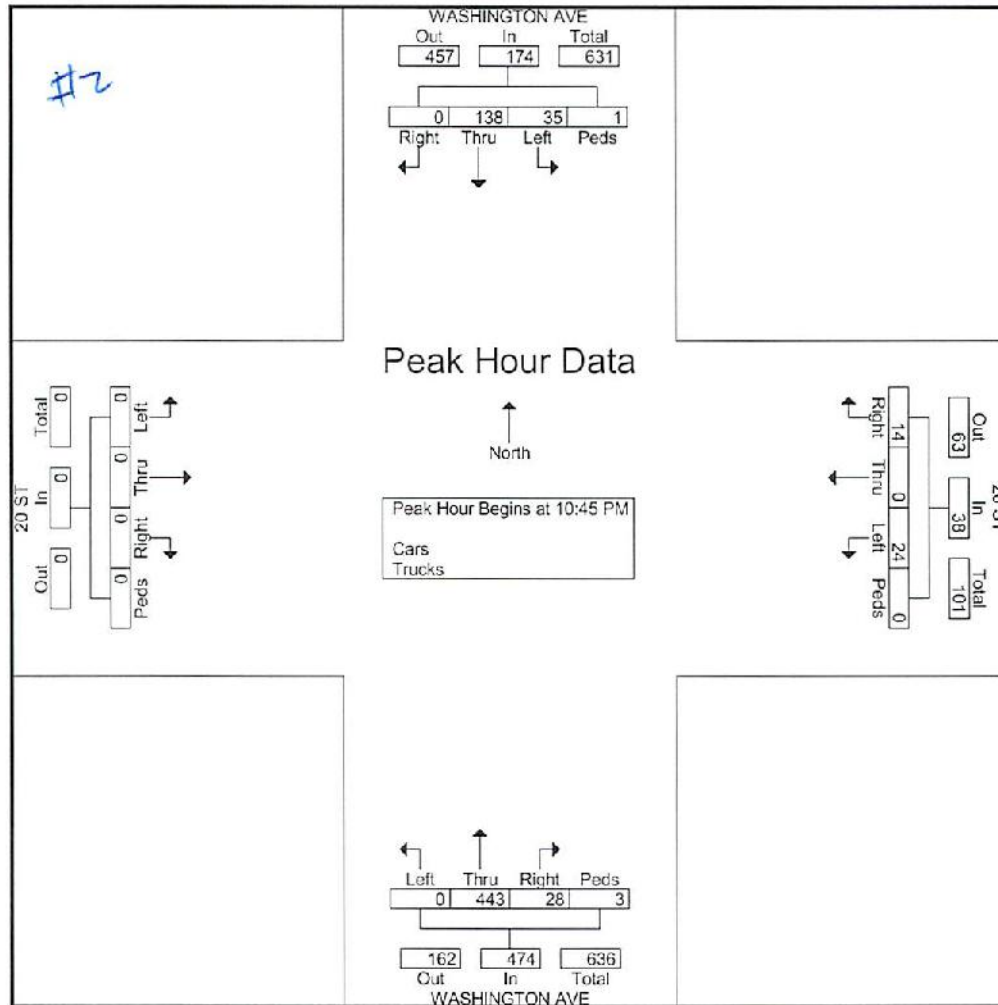 WASHINGTON AVE
Out In Total
457 174 631
#2
0 138 35 1
Right Thru Left Peds
Peak Hour Data
North
Peak Hour Begins at 10:45 PM
Cars
Trucks
20 ST
Total In Out
0 0 0
0 0 0 0
Left Thru Right Peds
Right Thru Left Peds
14 0 24 0
Out In Total
63 38 101
20 ST
Left Thru Right Peds
0 443 28 3
162 474 636
Out In Total
WASHINGTON AVE